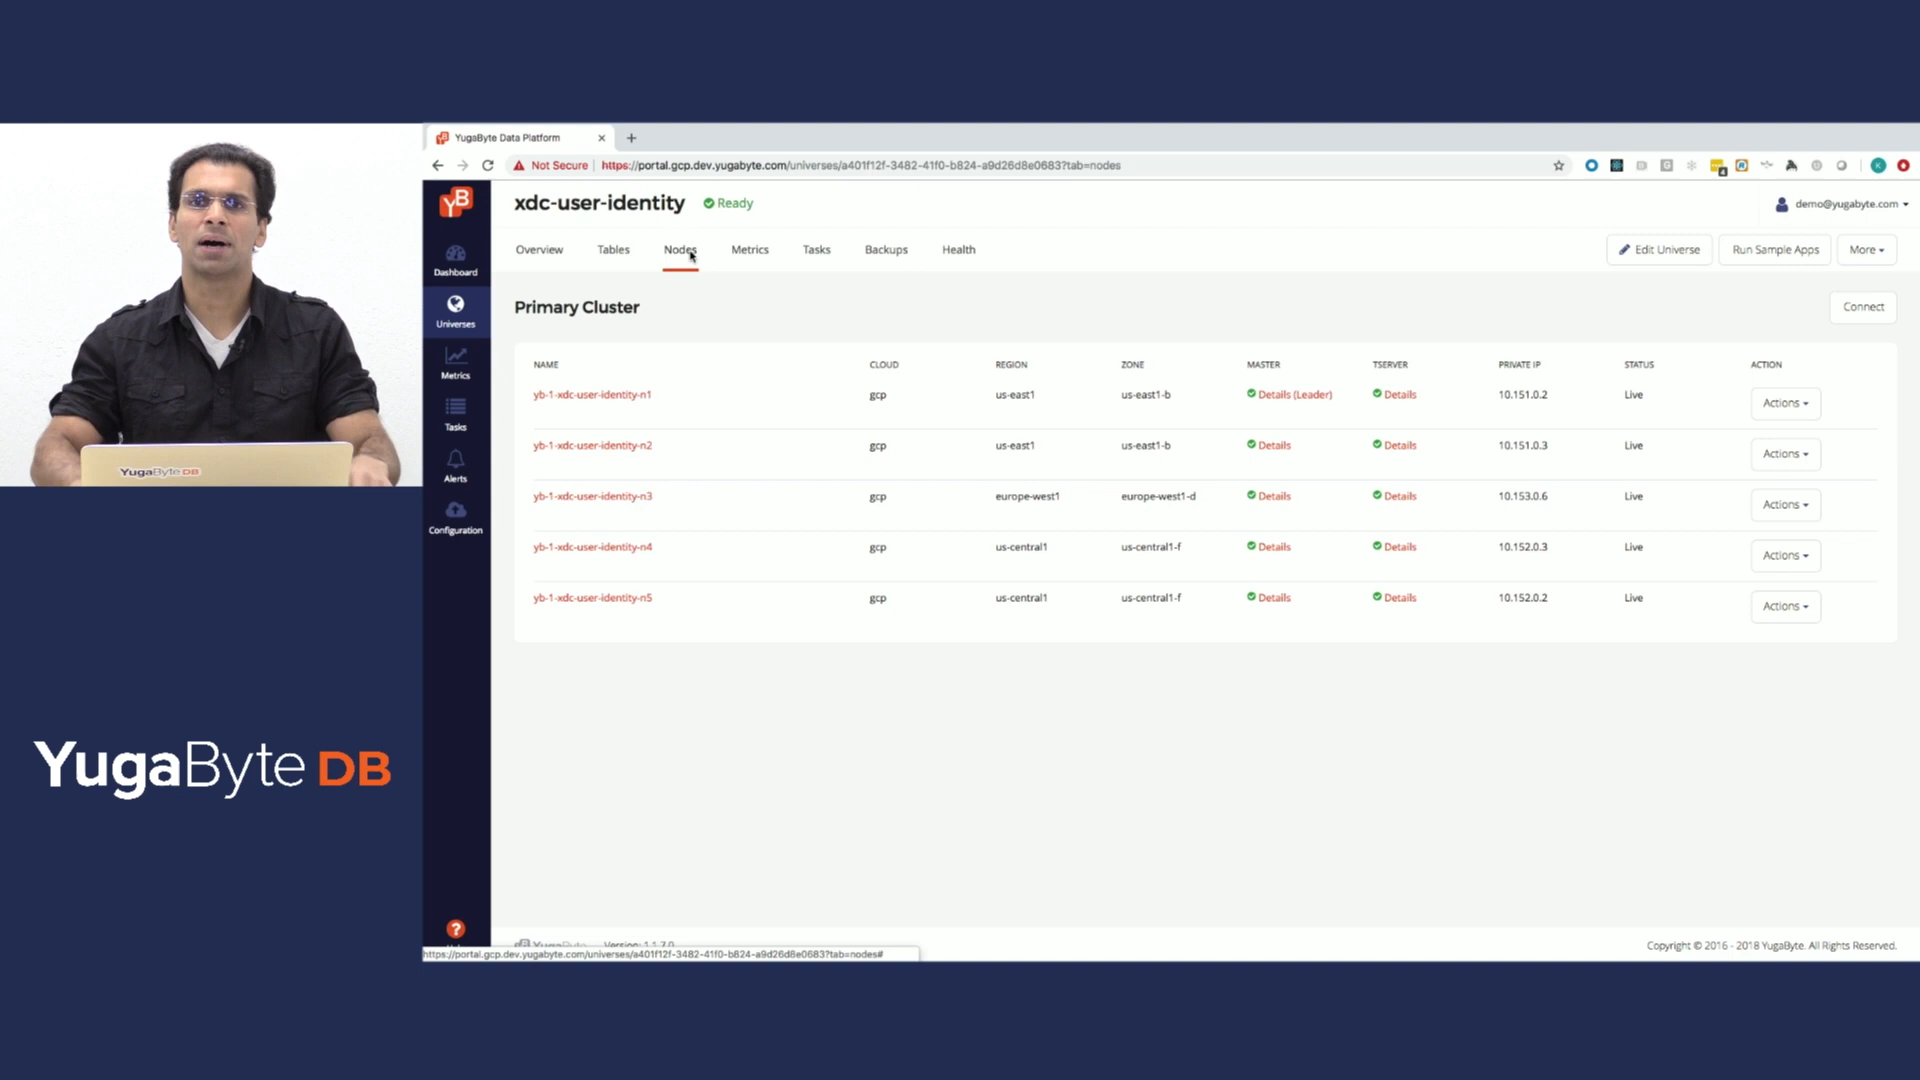 YugaByte Data Platform
Not Secure https://portal.gcp.dev.yugabyte.com/universes/a401f12f-3482-41f0-b824-a9d26d8e0683?tab=nodes
xdc-user-identity Ready
demo@yugabyte.com
Overview Tables Nodes Metrics Tasks Backups Health
Edit Universe Run Sample Apps More
Dashboard
Universes
Metrics
Tasks
Alerts
Configuration
Primary Cluster
Connect
NAME CLOUD REGION ZONE MASTER TSERVER PRIVATE IP STATUS ACTION
yb-1-xdc-user-identity-n1 gcp us-east1 us-east1-b Details (Leader) Details 10.151.0.2 Live Actions
yb-1-xdc-user-identity-n2 gcp us-east1 us-east1-b Details Details 10.151.0.3 Live Actions
yb-1-xdc-user-identity-n3 gcp europe-west1 europe-west1-d Details Details 10.153.0.6 Live Actions
yb-1-xdc-user-identity-n4 gcp us-central1 us-central1-f Details Details 10.152.0.3 Live Actions
yb-1-xdc-user-identity-n5 gcp us-central1 us-central1-f Details Details 10.152.0.2 Live Actions
YugaByte Version: 1.1.7.0
Copyright © 2016 - 2018 YugaByte. All Rights Reserved.
https://portal.gcp.dev.yugabyte.com/universes/a401f12f-3482-41f0-b824-a9d26d8e0683?tab=nodes#
YugaByte DB
YugaByte DB